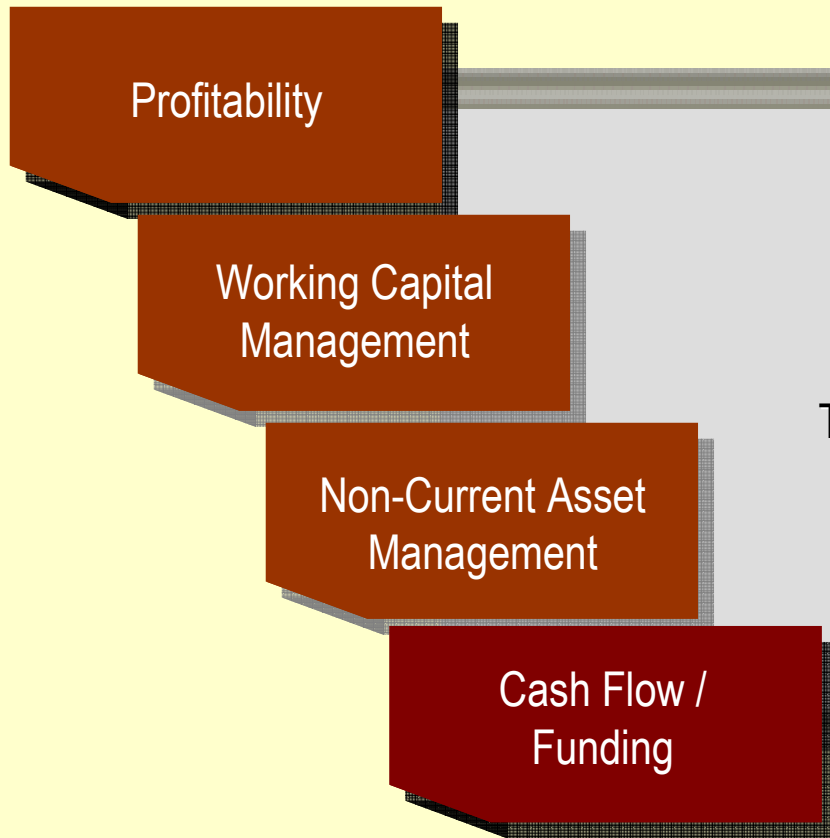 Profitability
Working Capital
Management
T
Non-Current Asset
Management
Cash Flow /
Funding